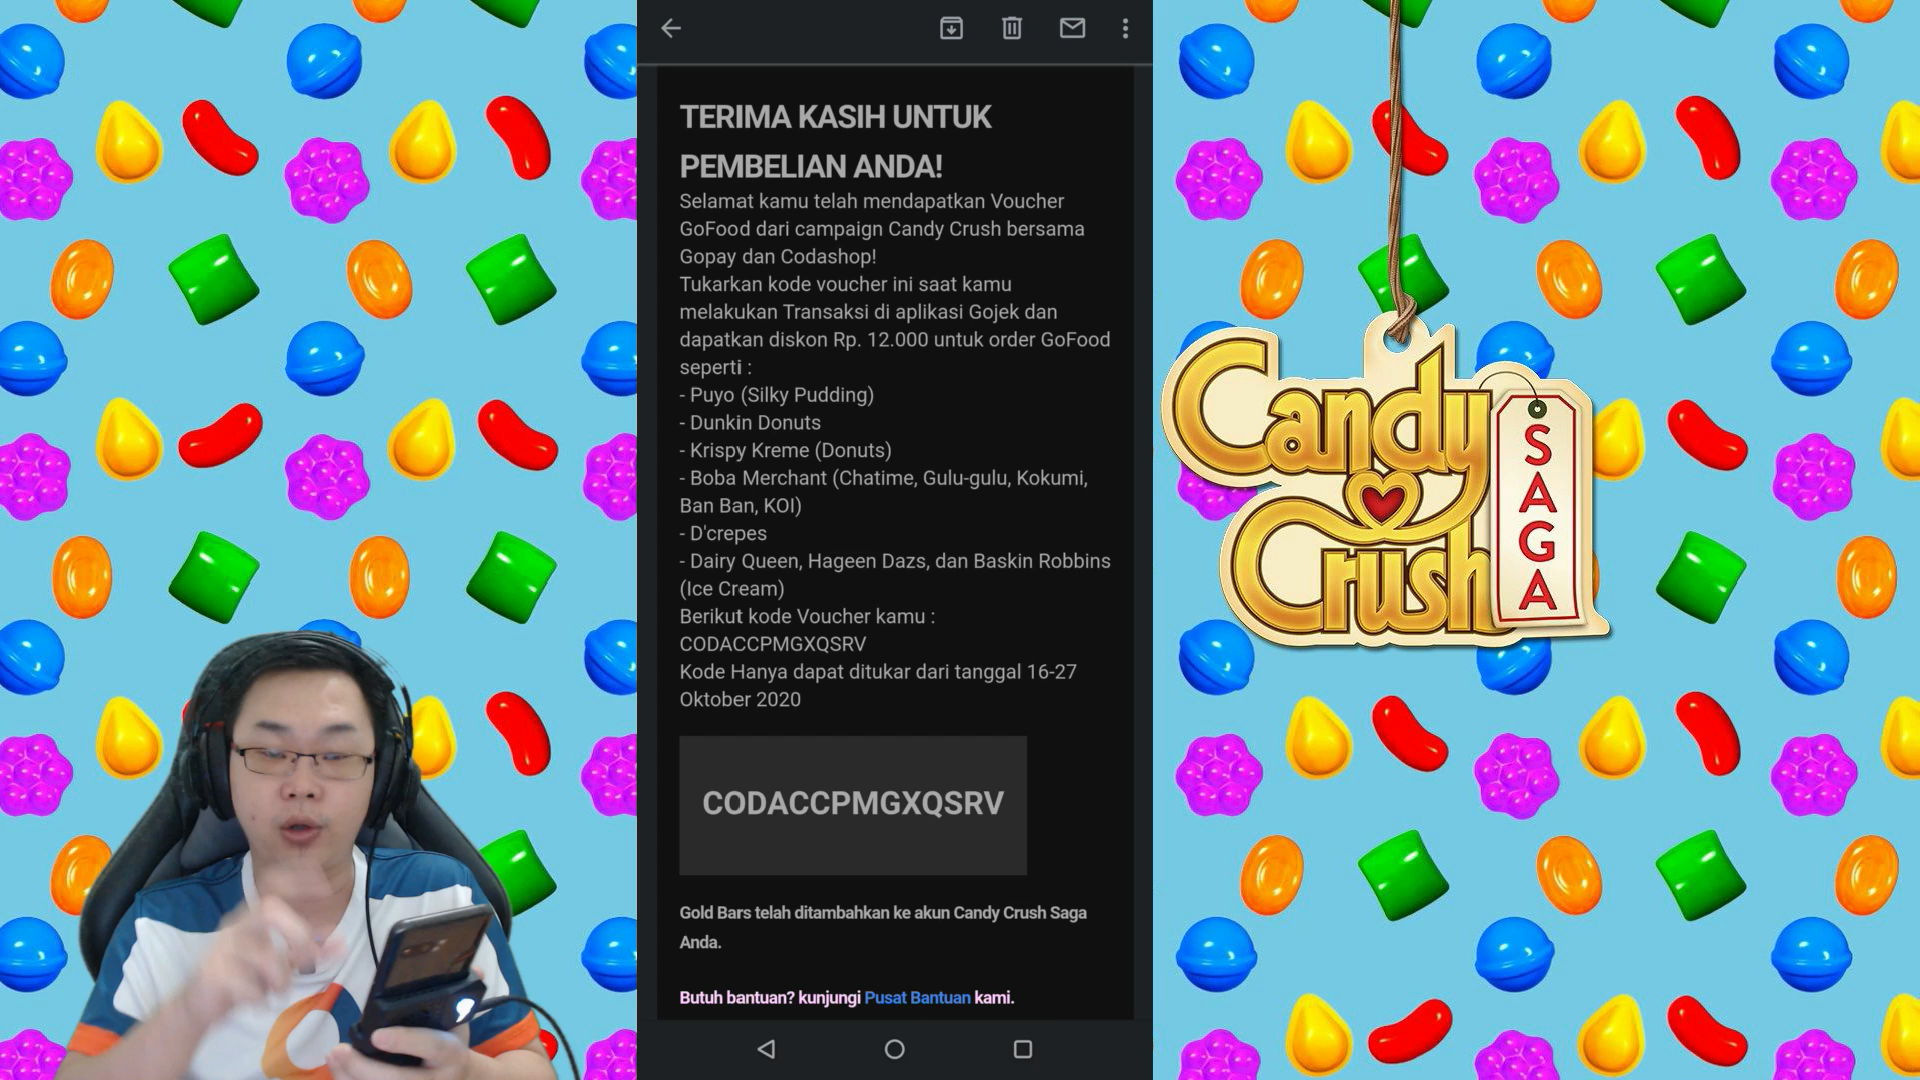 TERIMA KASIH UNTUK
PEMBELIAN ANDA!
Selamat kamu telah mendapatkan Voucher
GoFood dari campaign Candy Crush bersama
Gopay dan Codashop!
Tukarkan kode voucher ini saat kamu
melakukan Transaksi di aplikasi Gojek dan
dapatkan diskon Rp. 12.000 untuk order GoFood
seperti :
- Puyo (Silky Pudding)
- Dunkin Donuts
- Krispy Kreme (Donuts)
- Boba Merchant (Chatime, Gulu-gulu, Kokumi,
Ban Ban, KOI)
- D'crepes
- Dairy Queen, Hageen Dazs, dan Baskin Robbins
(Ice Cream)
Berikut kode Voucher kamu :
CODACCPMGXQSRV
Kode Hanya dapat ditukar dari tanggal 16-27
Oktober 2020
CODACCPMGXQSRV
Gold Bars telah ditambahkan ke akun Candy Crush Saga
Anda.
Butuh bantuan? kunjungi Pusat Bantuan kami.
Candy
Crush
SAGA